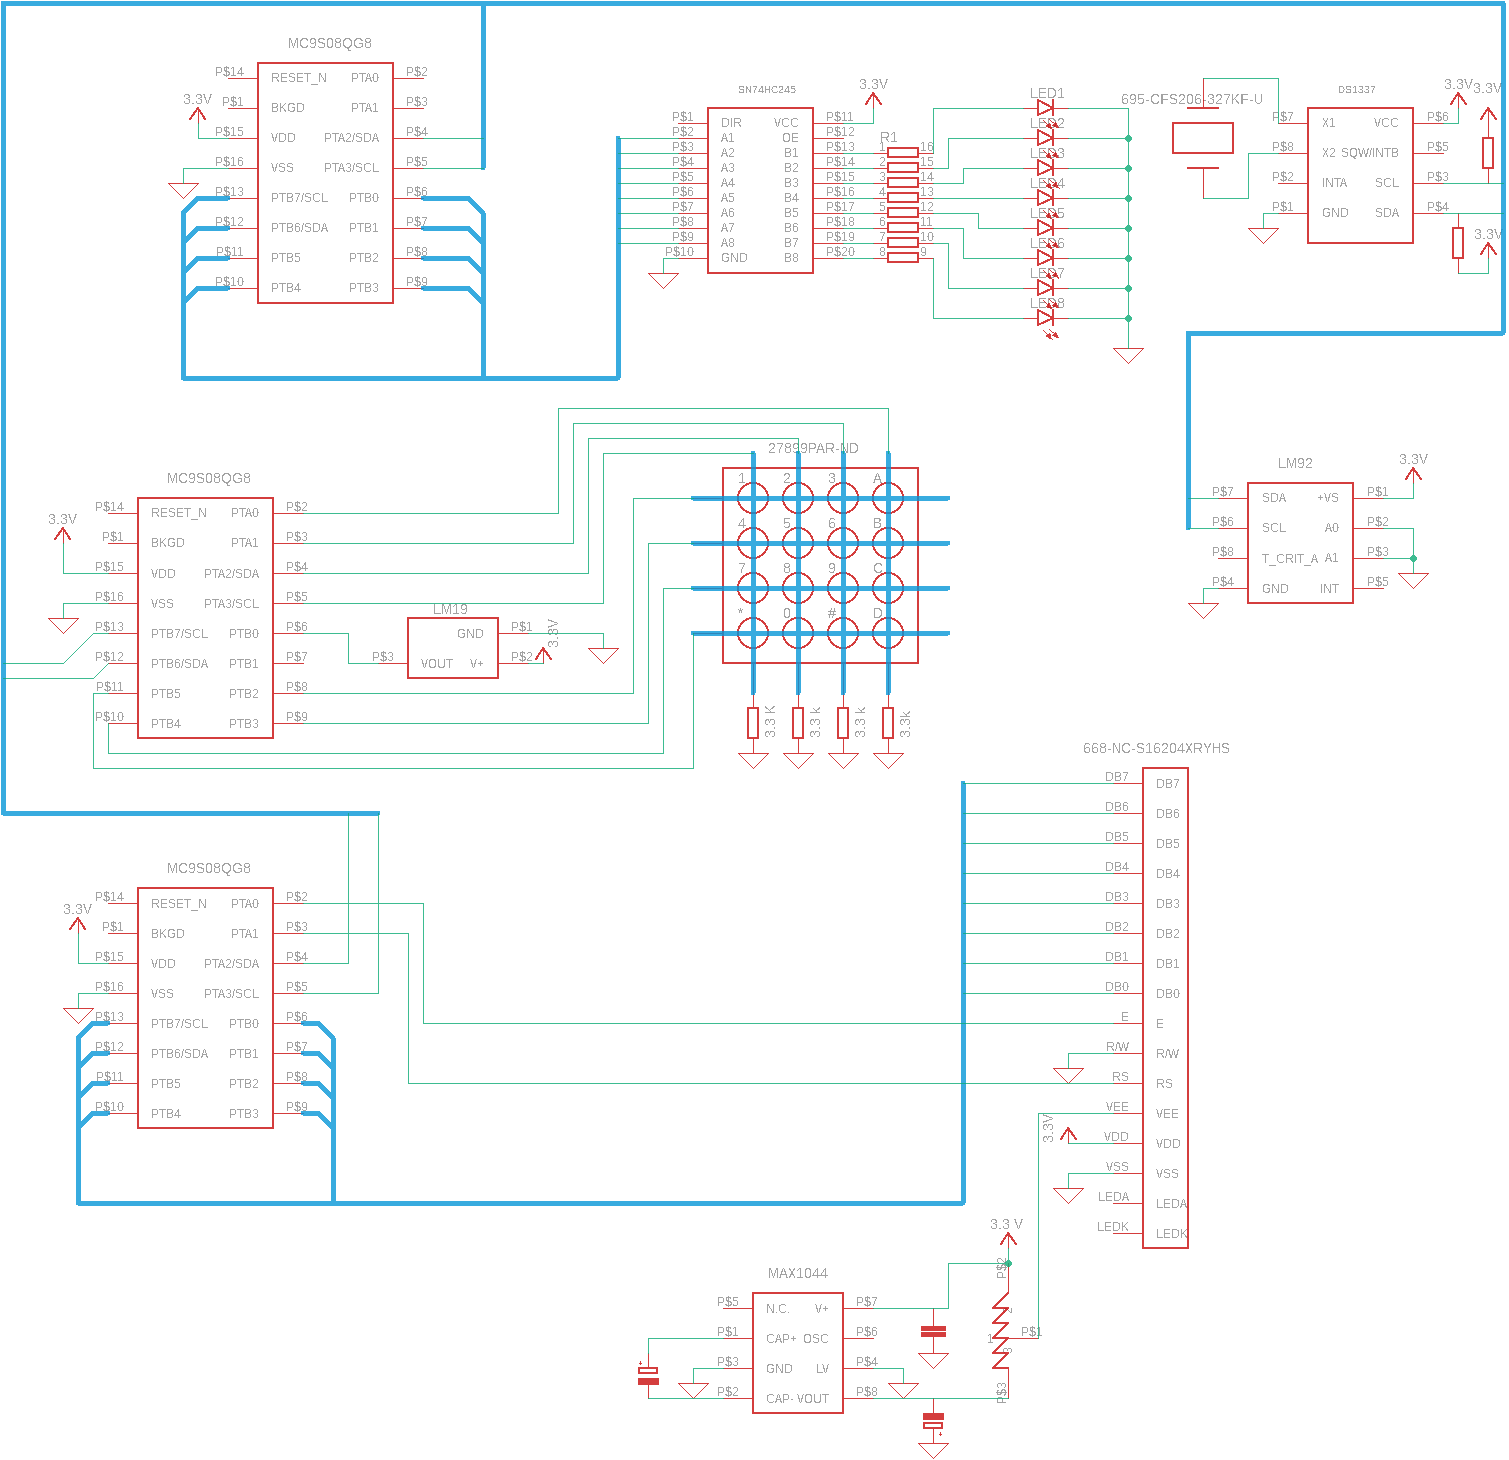 MC9S08QG8
P$14 RESET_N PTA0 P$2
P$1 BKGD PTA1 P$3
3.3V
P$15 VDD PTA2/SDA P$4
P$16 VSS PTA3/SCL P$5
P$13 PTB7/SCL PTB0 P$6
P$12 PTB6/SDA PTB1 P$7
P$11 PTB5 PTB2 P$8
P$10 PTB4 PTB3 P$9
SN74HC245
3.3V
P$1 DIR VCC P$11
P$2 A1 OE P$12
P$3 A2 B1 P$13
P$4 A3 B2 P$14
P$5 A4 B3 P$15
P$6 A5 B4 P$16
P$7 A6 B5 P$17
P$8 A7 B6 P$18
P$9 A8 B7 P$19
P$10 GND B8 P$20
R1
1 16
2 15
3 14
4 13
5 12
6 11
7 10
8 9
LED1
LED2
LED3
LED4
LED5
LED6
LED7
LED8
695-CFS206-327KF-U
DS1337
3.3V
3.3V
P$7 X1 VCC P$6
P$8 X2 SQW/INTB P$5
P$2 INTA SCL P$3
P$1 GND SDA P$4
3.3V
MC9S08QG8
P$14 RESET_N PTA0 P$2
3.3V
P$1 BKGD PTA1 P$3
P$15 VDD PTA2/SDA P$4
P$16 VSS PTA3/SCL P$5
P$13 PTB7/SCL PTB0 P$6
P$12 PTB6/SDA PTB1 P$7
P$11 PTB5 PTB2 P$8
P$10 PTB4 PTB3 P$9
LM19
GND P$1
P$3 VOUT V+ P$2
3.3V
27899PAR-ND
1 2 3 A
4 5 6 B
7 8 9 C
* 0 # D
3.3 K
3.3 k
3.3 k
3.3k
LM92
3.3V
P$7 SDA +VS P$1
P$6 SCL A0 P$2
P$8 T_CRIT_A A1 P$3
P$4 GND INT P$5
MC9S08QG8
P$14 RESET_N PTA0 P$2
3.3V
P$1 BKGD PTA1 P$3
P$15 VDD PTA2/SDA P$4
P$16 VSS PTA3/SCL P$5
P$13 PTB7/SCL PTB0 P$6
P$12 PTB6/SDA PTB1 P$7
P$11 PTB5 PTB2 P$8
P$10 PTB4 PTB3 P$9
668-NC-S16204XRYHS
DB7 DB7
DB6 DB6
DB5 DB5
DB4 DB4
DB3 DB3
DB2 DB2
DB1 DB1
DB0 DB0
E E
R/W R/W
RS RS
VEE VEE
3.3V
VDD VDD
VSS VSS
LEDA LEDA
LEDK LEDK
3.3 V
MAX1044
P$5 N.C. V+ P$7
P$1 CAP+ OSC P$6
P$3 GND LV P$4
P$2 CAP- VOUT P$8
P$2
2
1 P$1
3
P$3